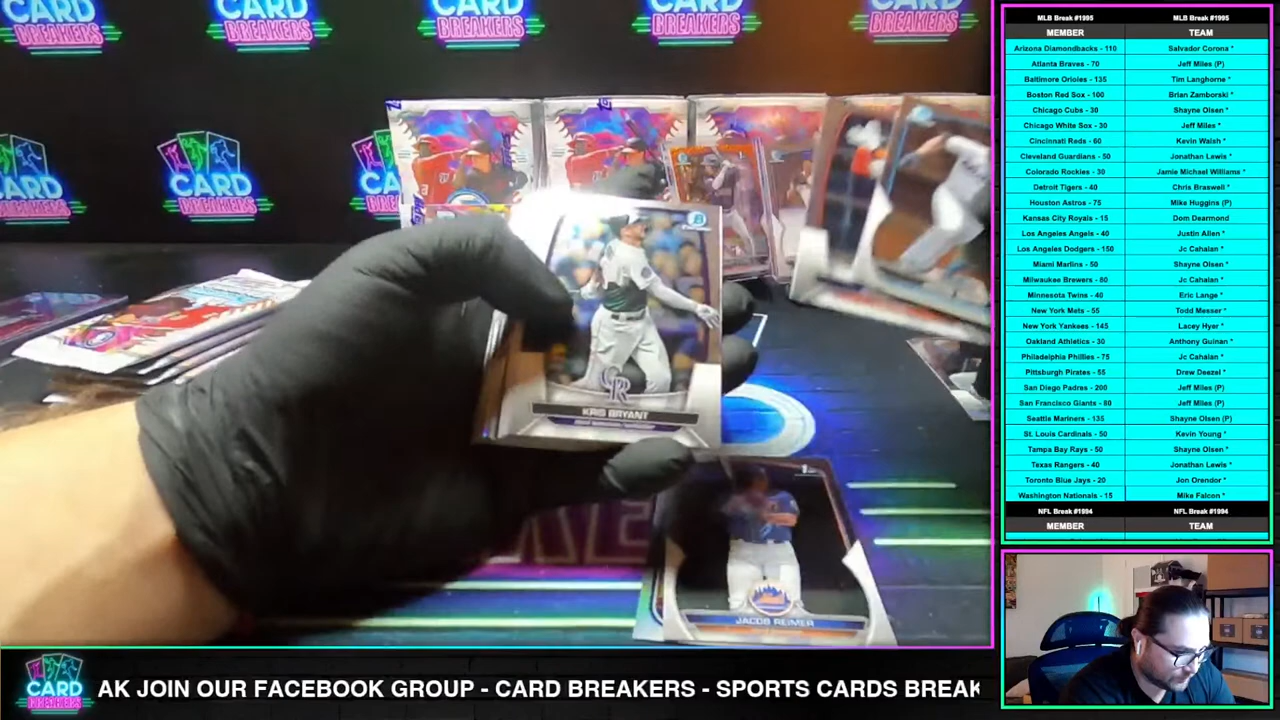 CARD
BREAKERS
CARD
BREAKERS
CARD
BREAKERS
CARD
BREAKERS
CARD
BREAKERS
CARD
BREAKERS
CARD
BREAKERS
CARD
CR
KRIS BRYANT
JACOB REIMER
MLB Break #1995 MLB Break #1995
MEMBER TEAM
Arizona Diamondbacks - 110 Salvador Corona *
Atlanta Braves - 70 Jeff Miles (P)
Baltimore Orioles - 135 Tim Langhorne *
Boston Red Sox - 100 Brian Zamborski *
Chicago Cubs - 30 Shayne Olsen *
Chicago White Sox - 30 Jeff Miles *
Cincinnati Reds - 60 Kevin Walsh *
Cleveland Guardians - 50 Jonathan Lewis *
Colorado Rockies - 30 Jamie Michael Williams *
Detroit Tigers - 40 Chris Braswell *
Houston Astros - 75 Mike Huggins (P)
Kansas City Royals - 15 Dom Dearmond
Los Angeles Angels - 40 Justin Allen *
Los Angeles Dodgers - 150 Jc Cahalan *
Miami Marlins - 50 Shayne Olsen *
Milwaukee Brewers - 60 Jc Cahalan *
Minnesota Twins - 40 Eric Lange *
New York Mets - 55 Todd Messer *
New York Yankees - 145 Lacey Hyer *
Oakland Athletics - 30 Anthony Guinan *
Philadelphia Phillies - 75 Jc Cahalan *
Pittsburgh Pirates - 55 Drew Deezel *
San Diego Padres - 200 Jeff Miles (P)
San Francisco Giants - 80 Jeff Miles (P)
Seattle Mariners - 135 Shayne Olsen (P)
St. Louis Cardinals - 50 Kevin Young *
Tampa Bay Rays - 50 Shayne Olsen *
Texas Rangers - 40 Jonathan Lewis *
Toronto Blue Jays - 20 Jon Orendor *
Washington Nationals - 15 Mike Falcon *
NFL Break #1994 NFL Break #1994
MEMBER TEAM
CARD
BREAKERS
AK JOIN OUR FACEBOOK GROUP - CARD BREAKERS - SPORTS CARDS BREAK